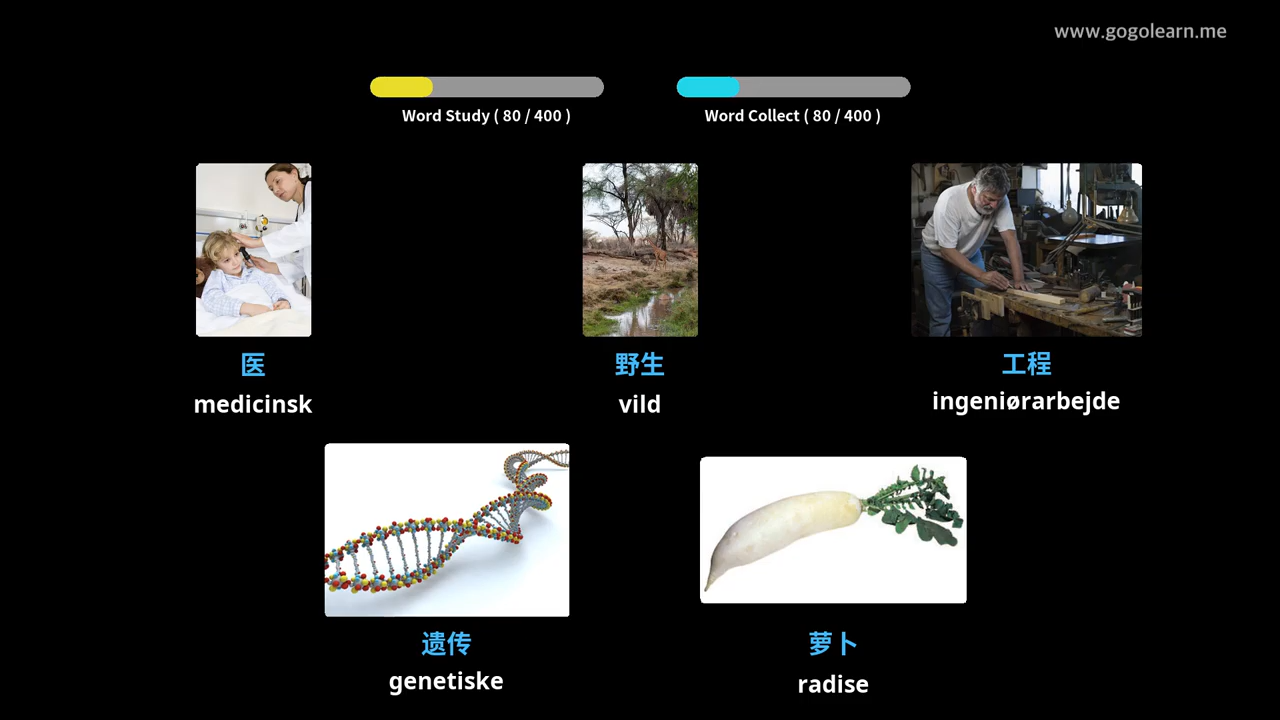 www.gogolearn.me
Word Study ( 80 / 400 )
Word Collect ( 80 / 400 )
医
medicinsk
野生
vild
工程
ingeniørarbejde
遗传
genetiske
萝卜
radise